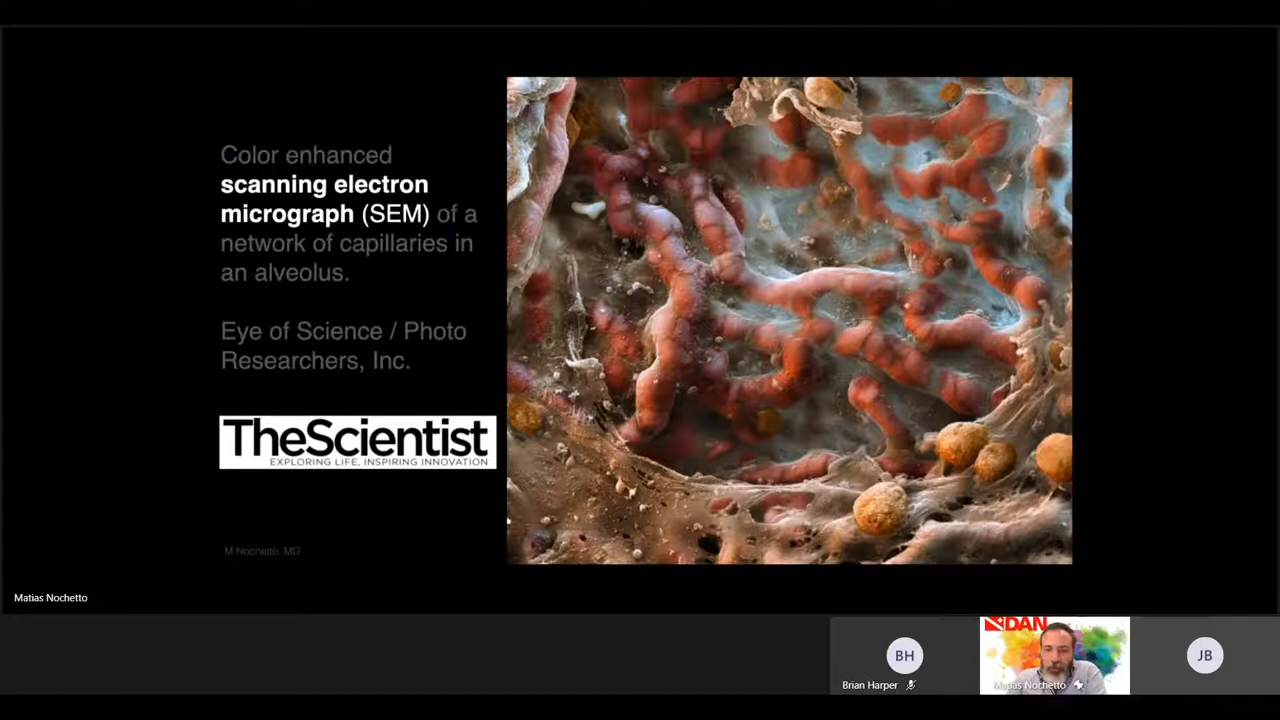 Color enhanced
scanning electron
micrograph (SEM) of a
network of capillaries in
an alveolus.
Eye of Science / Photo
Researchers, Inc.
TheScientist
EXPLORING LIFE, INSPIRING INNOVATION
M Nochetto, MD
Matias Nochetto
DAN
BH
JB
Brian Harper
Matias Nochetto